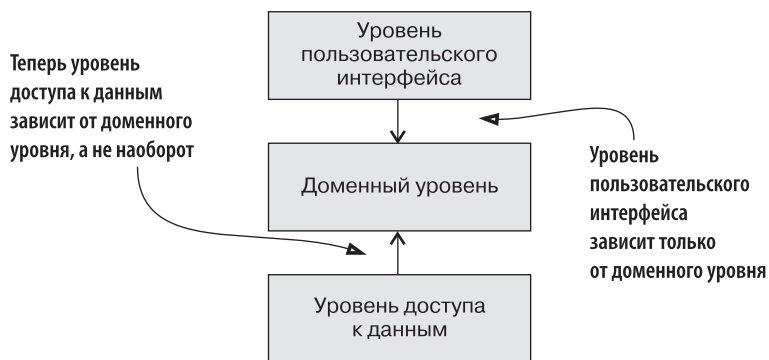 Уровень
пользовательского
интерфейса
Теперь уровень
доступа к данным
зависит от доменного
уровня, а не наоборот
Доменный уровень
Уровень
пользовательского
интерфейса
зависит только
от доменного уровня
Уровень доступа
к данным